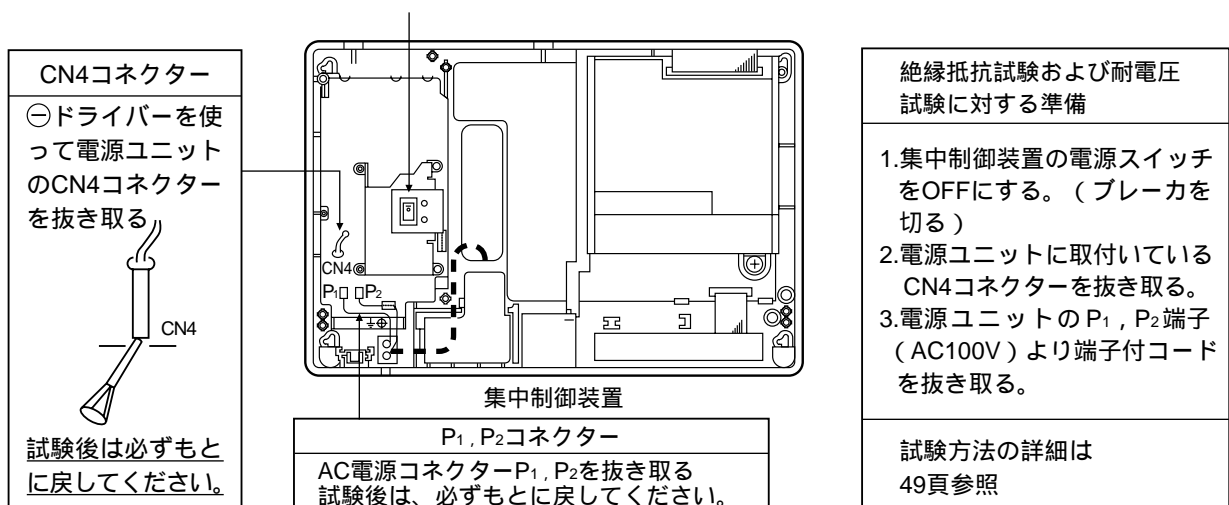 CN4コネクター
⊖ドライバーを使
って電源ユニット
のCN4コネクター
を抜き取る
CN4
試験後は必ずもと
に戻してください。
CN4
P1 P2
集中制御装置
P1 , P2コネクター
AC電源コネクターP1 , P2を抜き取る
試験後は、必ずもとに戻してください。
絶縁抵抗試験および耐電圧
試験に対する準備
1.集中制御装置の電源スイッチ
をOFFにする。（ブレーカを
切る）
2.電源ユニットに取付いている
CN4コネクターを抜き取る。
3.電源ユニットの P1 , P2 端子
（AC100V）より端子付コード
を抜き取る。
試験方法の詳細は
49頁参照